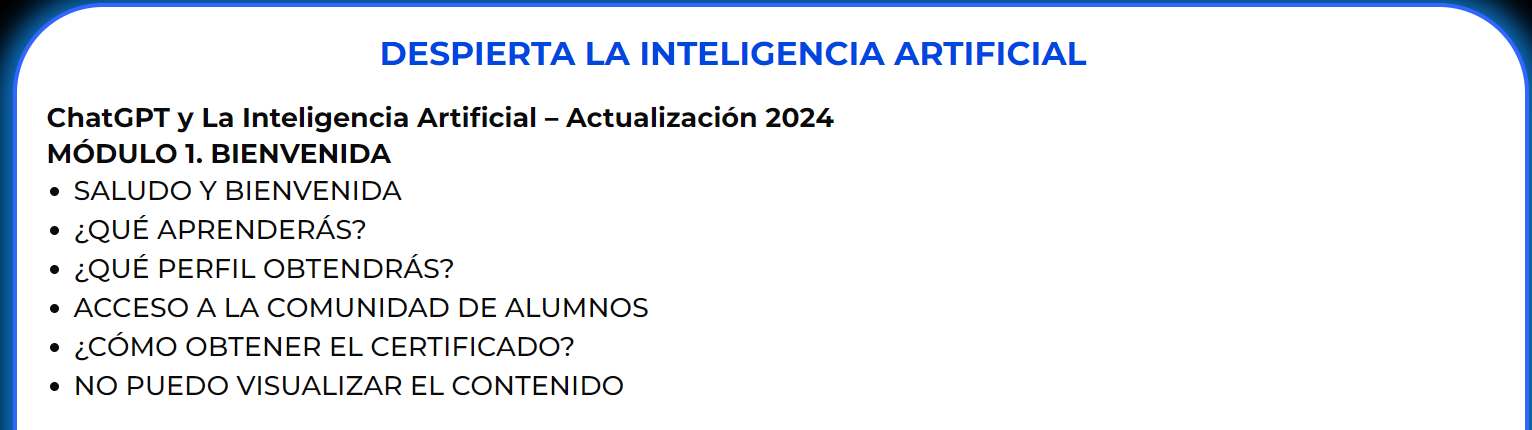 DESPIERTA LA INTELIGENCIA ARTIFICIAL
ChatGPT y La Inteligencia Artificial – Actualización 2024
MÓDULO 1. BIENVENIDA
• SALUDO Y BIENVENIDA
• ¿QUÉ APRENDERÁS?
• ¿QUÉ PERFIL OBTENDRÁS?
• ACCESO A LA COMUNIDAD DE ALUMNOS
• ¿CÓMO OBTENER EL CERTIFICADO?
• NO PUEDO VISUALIZAR EL CONTENIDO